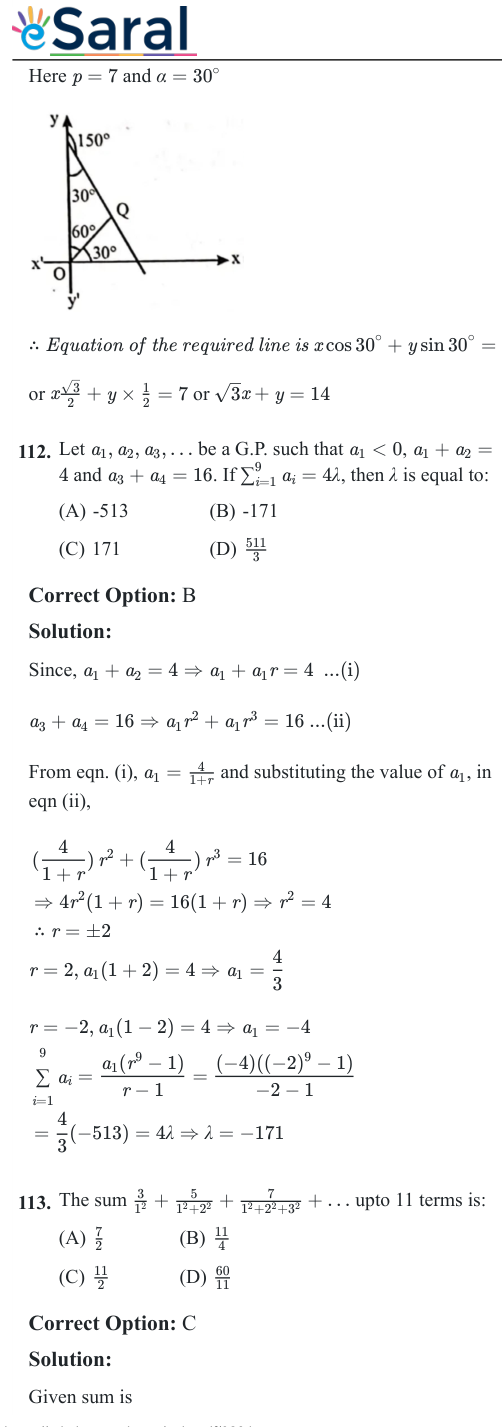 eSaral
Here p = 7 and α = 30°
y
150°
30°
Q
60°
30°
x'
O
x
y'
∴ Equation of the required line is x cos 30° + y sin 30° =
or x√3/2 + y × 1/2 = 7 or √3x + y = 14
112. Let a₁, a₂, a₃, . . . be a G.P. such that a₁ < 0, a₁ + a₂ =
4 and a₃ + a₄ = 16. If ∑⁹ᵢ₌₁ aᵢ = 4λ, then λ is equal to:
(A) -513 (B) -171
(C) 171 (D) 511/3
Correct Option: B
Solution:
Since, a₁ + a₂ = 4 ⇒ a₁ + a₁r = 4 ...(i)
a₃ + a₄ = 16 ⇒ a₁r² + a₁r³ = 16 ...(ii)
From eqn. (i), a₁ = 4/(1+r) and substituting the value of a₁, in
eqn (ii),
(4/(1 + r)) r² + (4/(1 + r)) r³ = 16
⇒ 4r²(1 + r) = 16(1 + r) ⇒ r² = 4
∴ r = ±2
r = 2, a₁(1 + 2) = 4 ⇒ a₁ = 4/3
r = −2, a₁(1 − 2) = 4 ⇒ a₁ = −4
∑⁹ᵢ₌₁ aᵢ = a₁(r⁹ − 1)/(r − 1) = (−4)((−2)⁹ − 1)/(−2 − 1)
= 4/3(−513) = 4λ ⇒ λ = −171
113. The sum 3/1² + 5/(1²+2²) + 7/(1²+2²+3²) + . . . upto 11 terms is:
(A) 7/2 (B) 11/4
(C) 11/2 (D) 60/11
Correct Option: C
Solution:
Given sum is